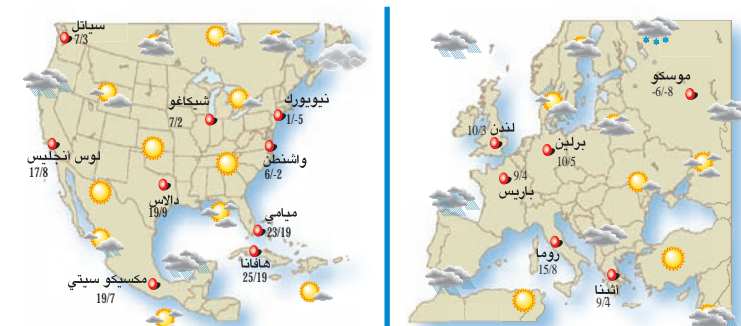 سياتل
7/3
شيكاغو
7/2
نيويورك
1/-5
لوس انجليس
17/8
واشنطن
6/-2
دالاس
19/9
ميامي
23/19
هافانا
25/19
مكسيكو سيتي
19/7
موسكو
-6/-8
لندن 10/3
برلين
10/5
9/4
باريس
روما
15/8
اثينا
9/4